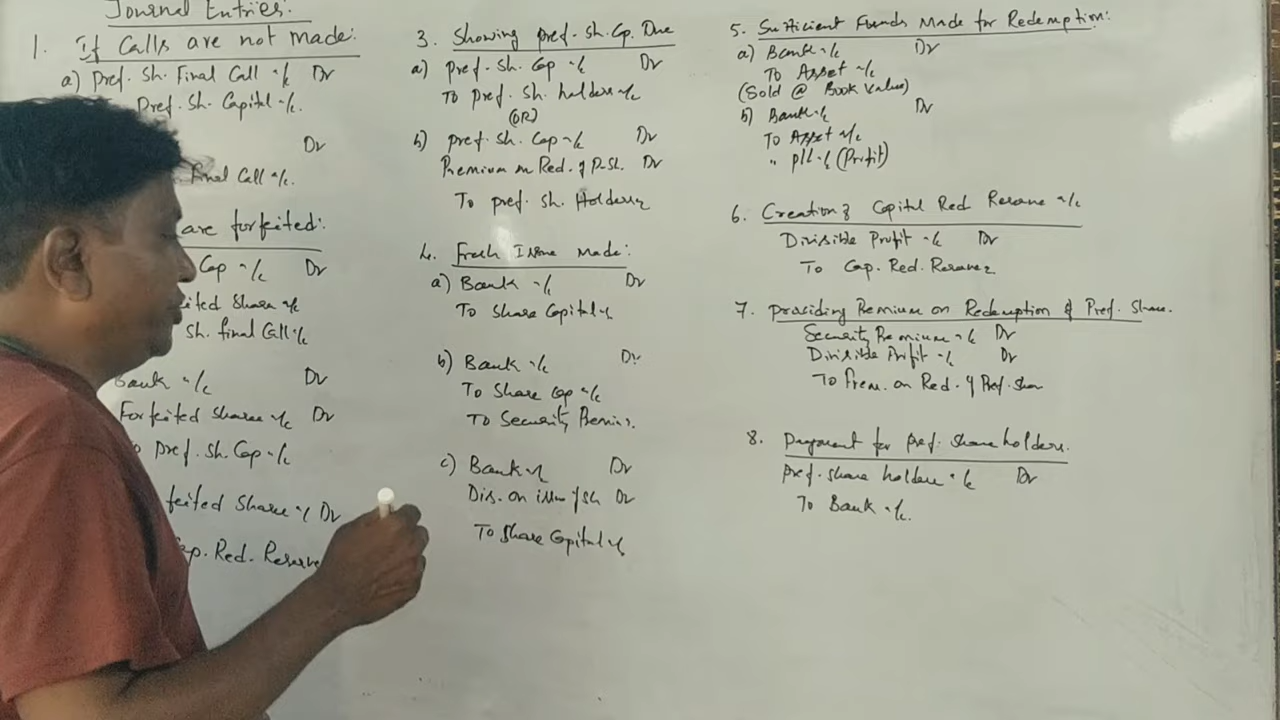 Journal Entries.
1. If Calls are not made:
a) Pref. Sh. Final Call a/c Dr
Pref. Sh. Capital a/c.
Dr
Final Call a/c.
are forfeited:
Cap a/c Dr
Share a/c
Sh. final Call a/c
Bank a/c Dr
Forfeited Shares a/c Dr
Pref. Sh. Cap a/c
feited Share a/c Dr
Cap. Red. Reserve
3. Showing pref. sh. Cp. Due
a) pref. Sh. Cap a/c Dr
To pref. Sh. holders a/c
(OR)
b) pref. Sh. Cap a/c Dr
Premium on Red. of P.Sh. Dr
To pref. sh. Holders
4. Fresh Issue Made:
a) Bank a/c Dr
To Share Capital a/c
b) Bank a/c Dr
To Share Cap a/c
To Security
c) Bank a/c Dr
Dis. on issue of sh Dr
To Share Capital a/c
5. Sufficient Funds Made for Redemption:
a) Bank a/c Dr
To Asset a/c
(Sold @ Book Value)
b) Bank a/c Dr
To Asset a/c
" P/L a/c (Profit)
6. Creation of Capital Red Reserve a/c
Divisible Profit a/c Dr
To Cap. Red. Reserve
7. Providing Premium on Redemption of Pref. Share.
Security Premium a/c Dr
Divisible Profit a/c Dr
To Prem. on Red. of Pref. Shar
8. Payment for pref. shareholders.
Pref. share holders a/c Dr
To Bank a/c.